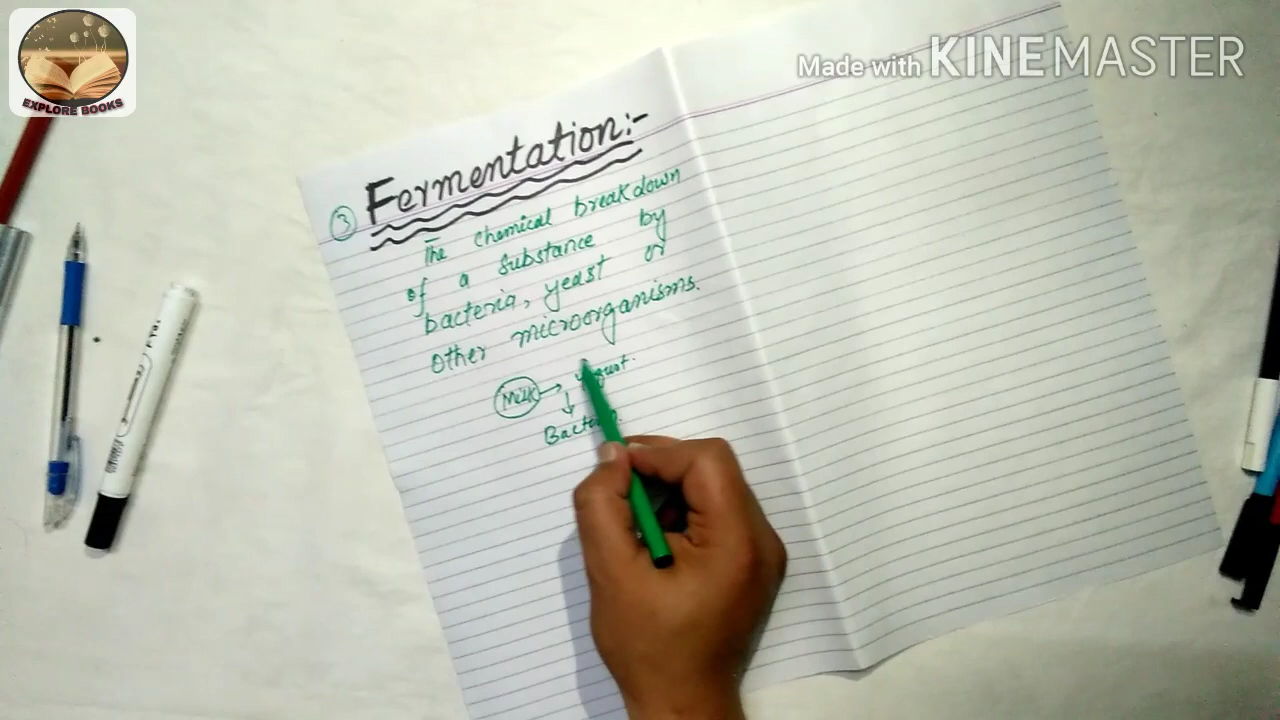 EXPLORE BOOKS
Made with KINEMASTER
3 Fermentation:-
The chemical breakdown
of a substance by
bacteria, yeast or
other microorganisms.
Milk